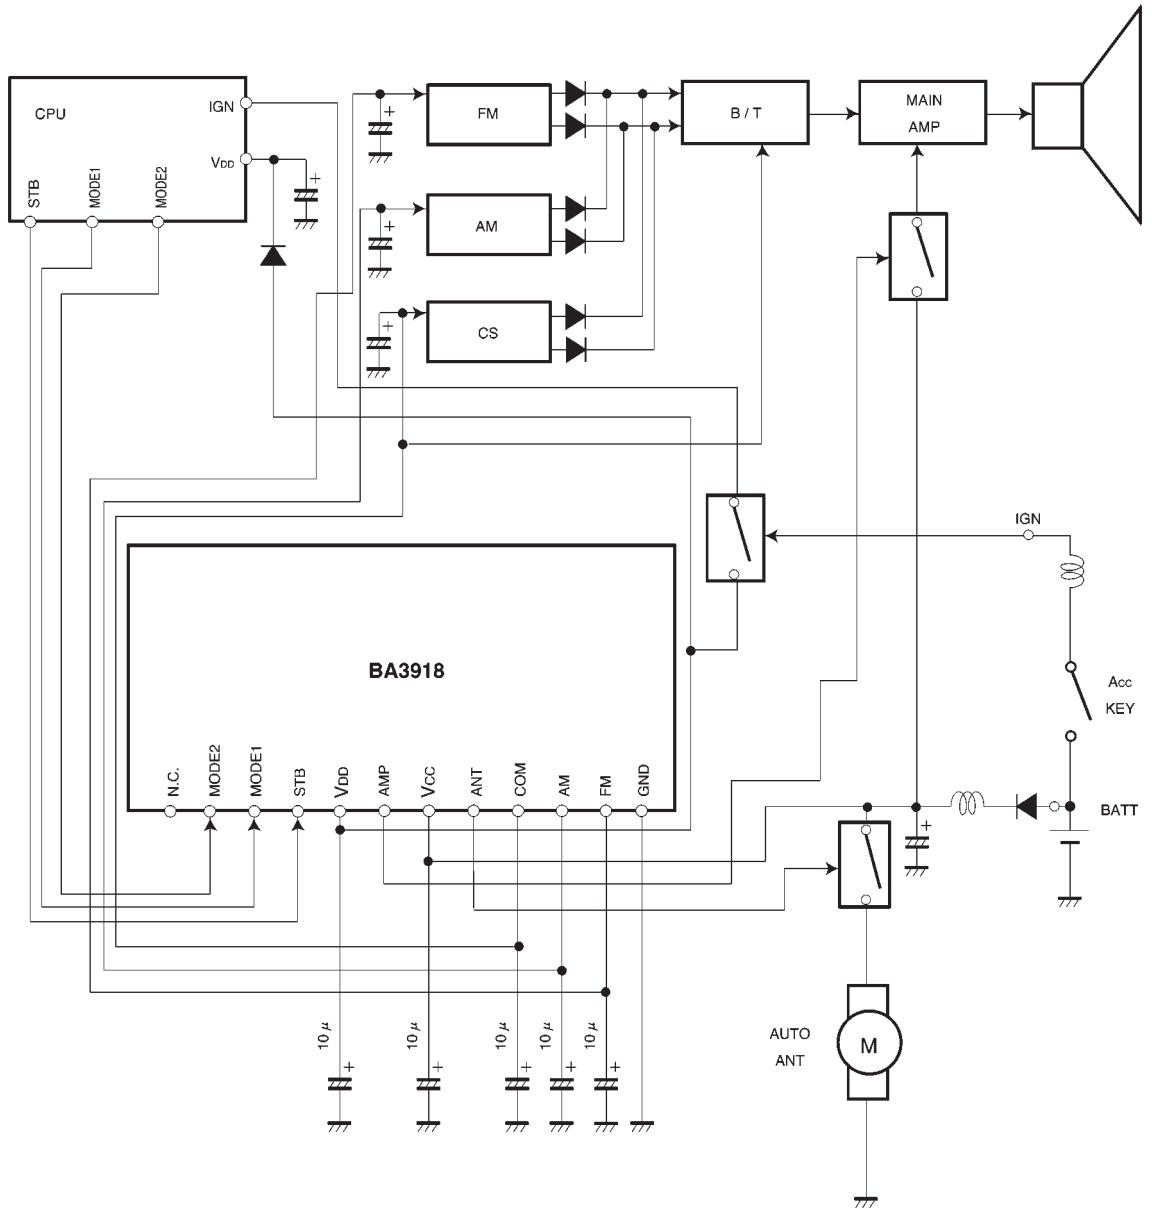 CPU
IGN
VDD
STB
MODE1
MODE2
+
+
FM
B / T
MAIN
AMP
+
AM
+
CS
IGN
BA3918
Acc
KEY
N.C.
MODE2
MODE1
STB
VDD
AMP
Vcc
ANT
COM
AM
FM
GND
BATT
+
10 μ
10 μ
10 μ
10 μ
10 μ
+
+
+
+
+
AUTO
ANT
M